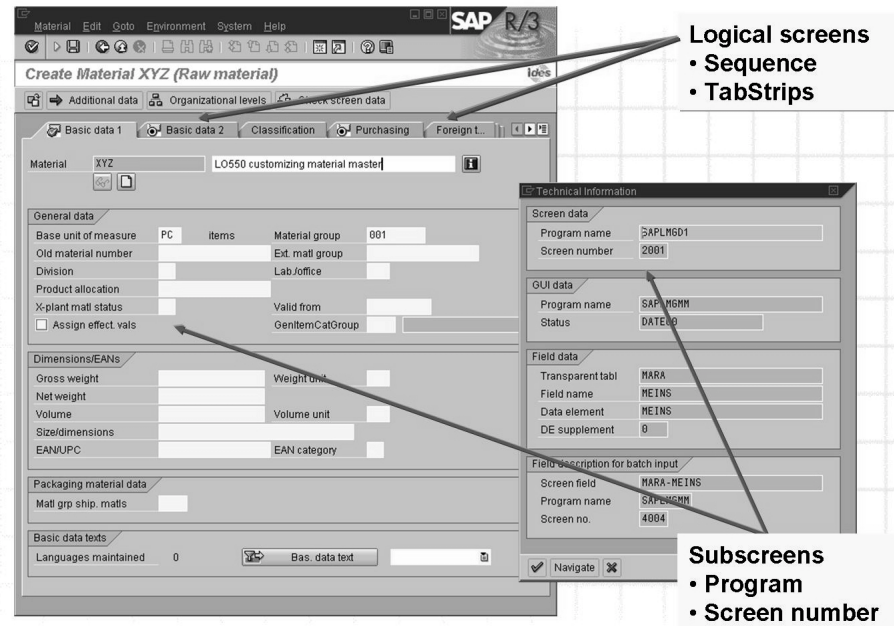 Material Edit Goto Environment System Help
SAP R/3
Create Material XYZ (Raw material)
ides
Additional data Organizational levels Check screen data
Basic data 1 Basic data 2 Classification Purchasing Foreign t...
Material XYZ LO550 customizing material master
General data
Base unit of measure PC items Material group 001
Old material number Ext. matl group
Division Lab./office
Product allocation
X-plant matl status Valid from
Assign effect. vals GenItemCatGroup
Dimensions/EANs
Gross weight Weight unit
Net weight
Volume Volume unit
Size/dimensions
EAN/UPC EAN category
Packaging material data
Matl grp ship. matls
Basic data texts
Languages maintained 0 Bas. data text
Logical screens
• Sequence
• TabStrips
Technical Information
Screen data
Program name SAPLMGD1
Screen number 2001
GUI data
Program name SAPLMGMM
Status DATE00
Field data
Transparent tabl MARA
Field name MEINS
Data element MEINS
DE supplement 0
Field description for batch input
Screen field MARA-MEINS
Program name SAPLMGMM
Screen no. 4004
Navigate
Subscreens
• Program
• Screen number